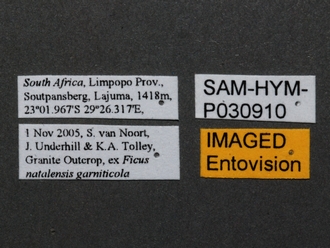 South Africa, Limpopo Prov.,
Soutpansberg, Lajuma, 1418m,
23°01.967'S 29°26.317'E,
1 Nov 2005, S. van Noort,
J. Underhill & K.A. Tolley,
Granite Outcrop, ex Ficus
natalensis garniticola
SAM-HYM-
P030910
IMAGED
Entovision